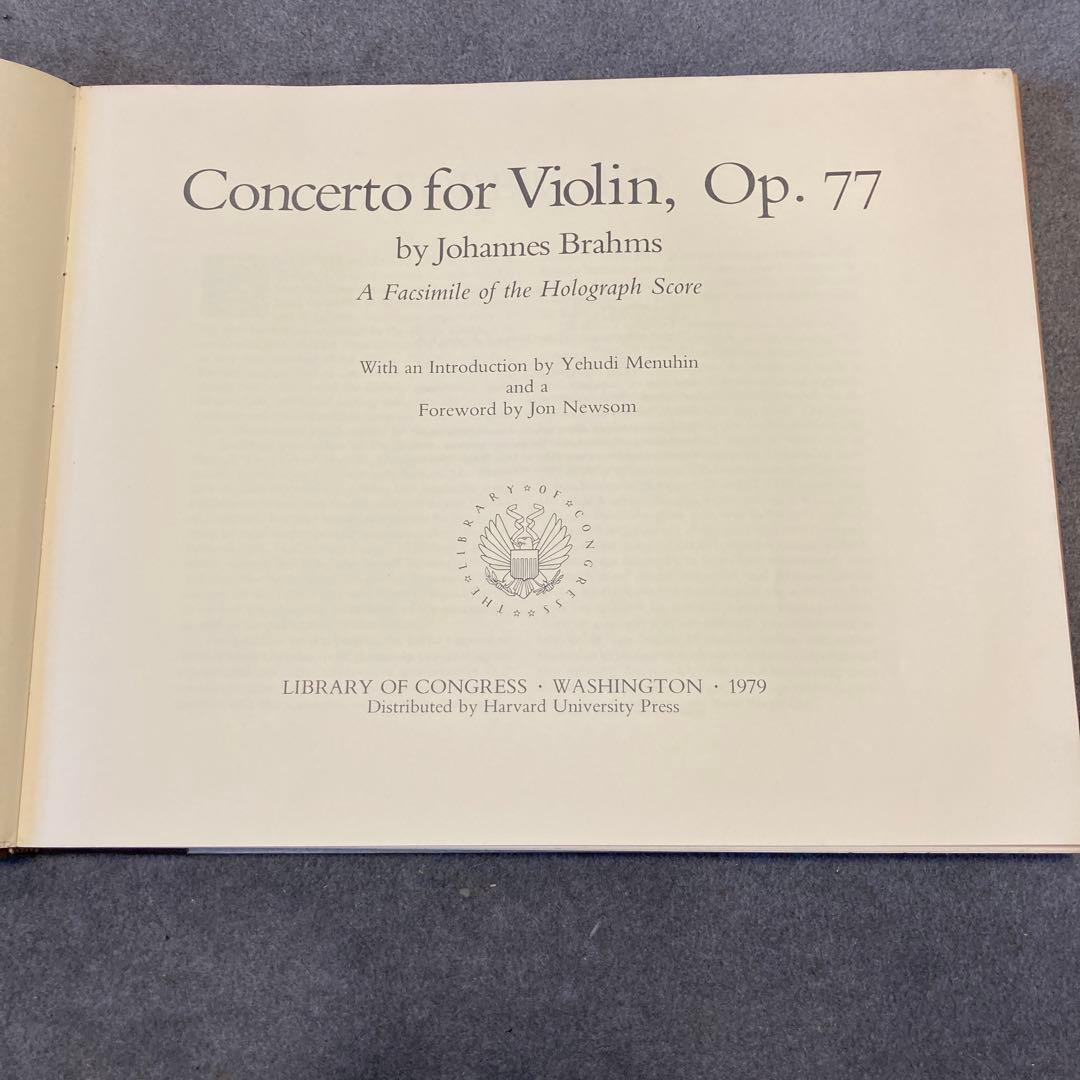 Concerto for Violin, Op. 77
by Johannes Brahms
A Facsimile of the Holograph Score
With an Introduction by Yehudi Menuhin
and a
Foreword by Jon Newsom
THE ☆ LIBRARY ☆ OF ☆ CONGRESS ☆ ☆
LIBRARY OF CONGRESS · WASHINGTON · 1979
Distributed by Harvard University Press